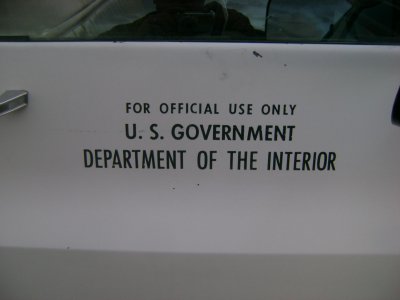 FOR OFFICIAL USE ONLY
U. S. GOVERNMENT
DEPARTMENT OF THE INTERIOR